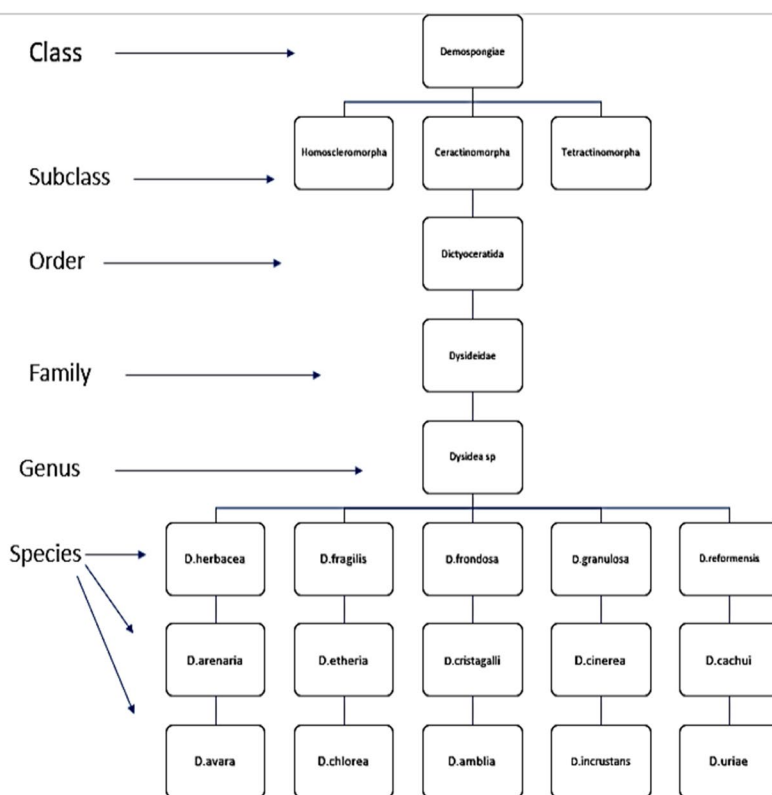 Class
Demospongiae
Homoscleromorpha
Ceractinomorpha
Tetractinomorpha
Subclass
Order
Dictyoceratida
Family
Dysideidae
Genus
Dysidea sp
Species
D.herbacea
D.fragilis
D.frondosa
D.granulosa
D.reformensis
D.arenaria
D.etheria
D.cristagalli
D.cinerea
D.cachui
D.avara
D.chlorea
D.amblia
D.incrustans
D.uriae